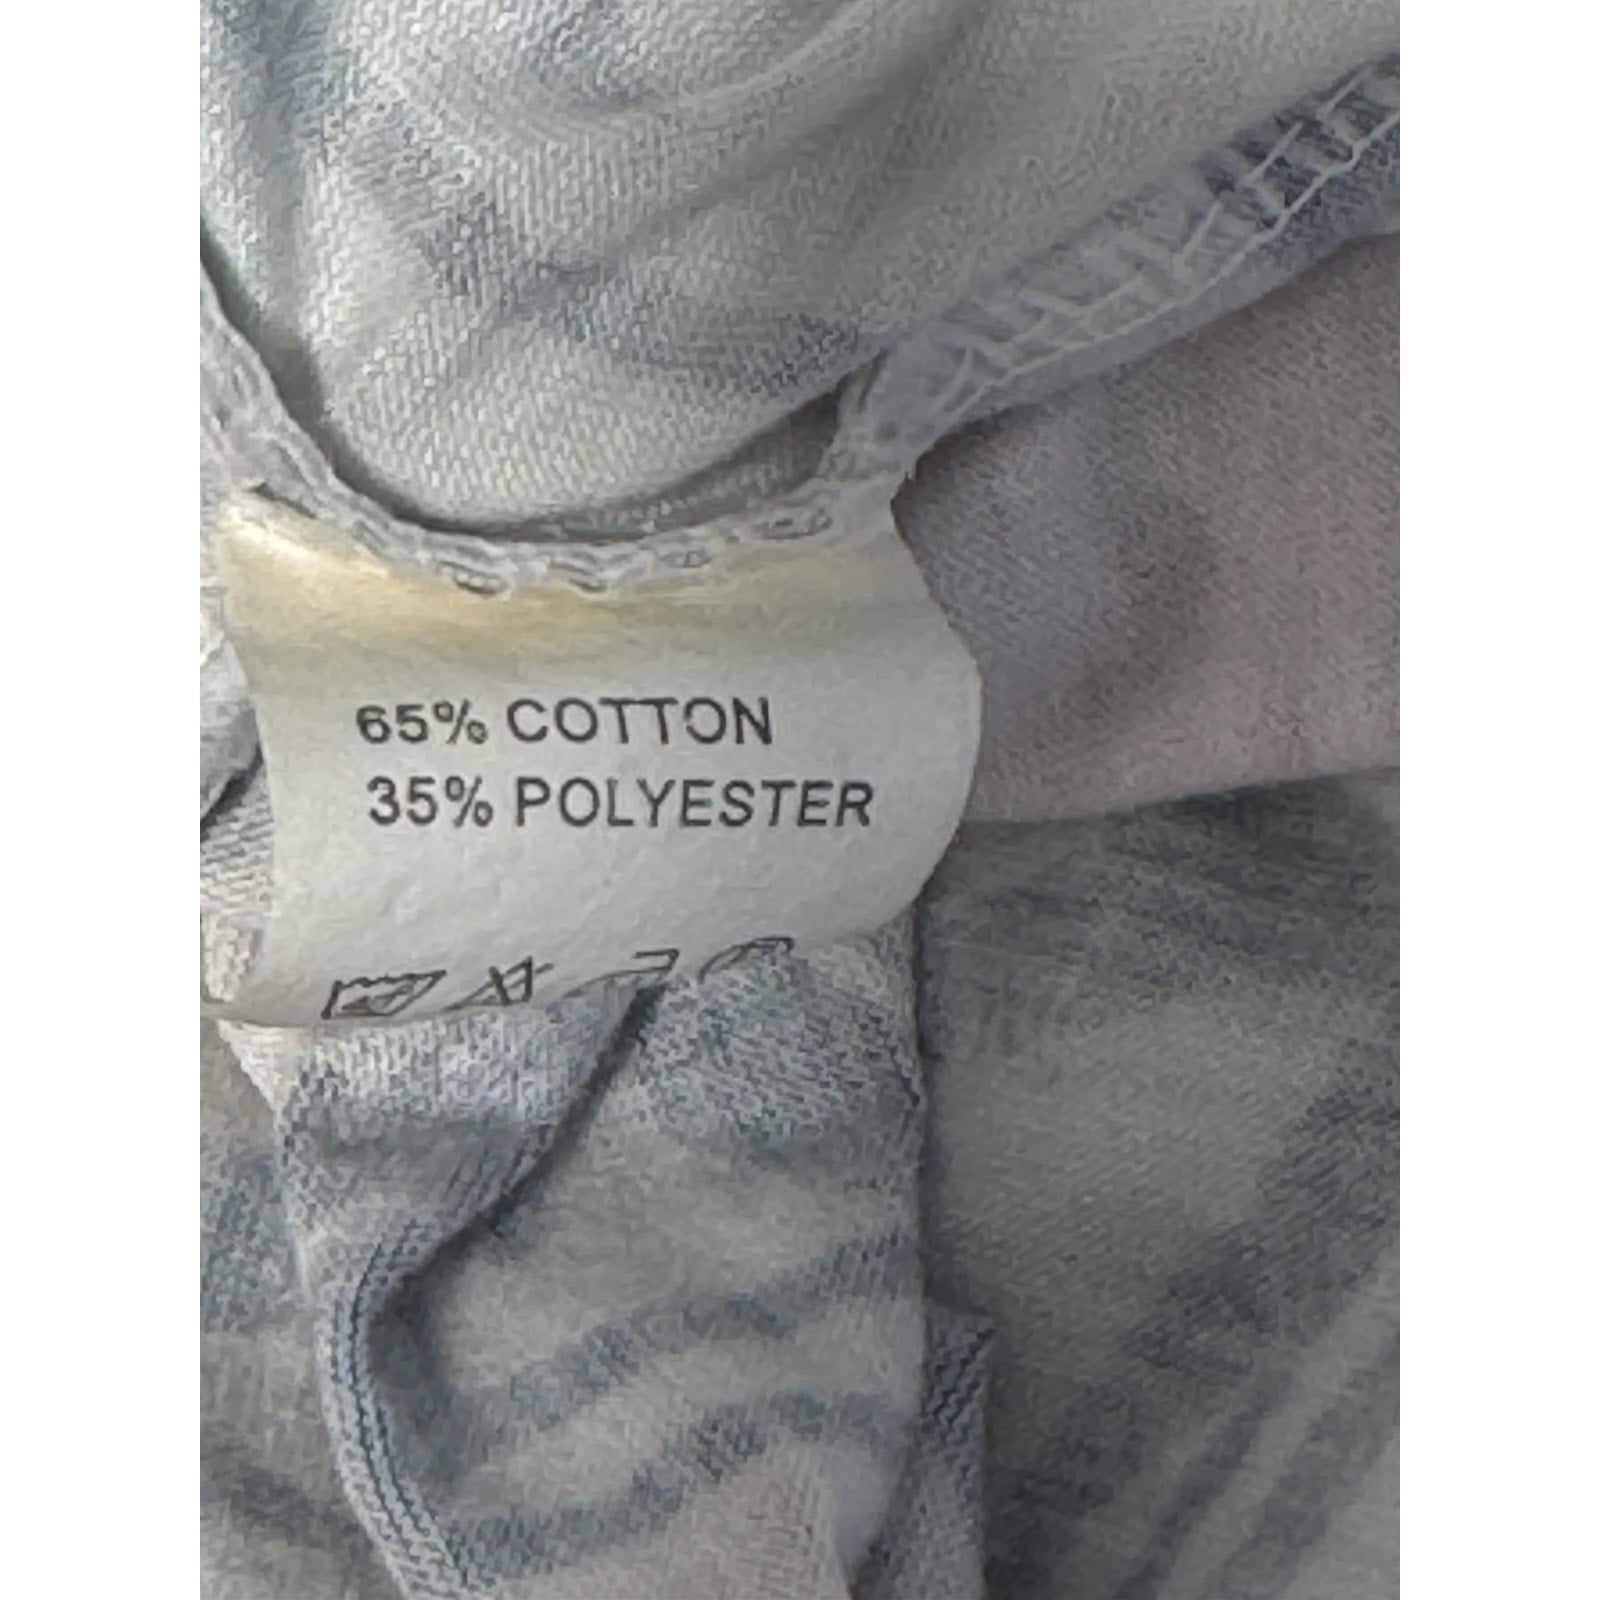 65% COTTON
35% POLYESTER